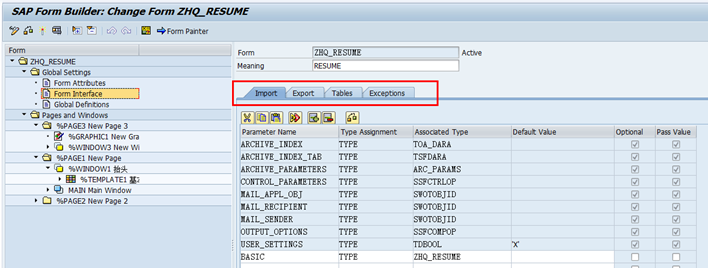 SAP Form Builder: Change Form ZHQ_RESUME
Form Painter
Form
ZHQ_RESUME
Global Settings
Form Attributes
Form Interface
Global Definitions
Pages and Windows
%PAGE3 New Page 3
%GRAPHIC1 New Gra
%WINDOW3 New Wi
%PAGE1 New Page
%WINDOW1 抬头
%TEMPLATE1 基
MAIN Main Window
%PAGE2 New Page 2
Form ZHQ_RESUME Active
Meaning RESUME
Import Export Tables Exceptions
Parameter Name Type Assignment Associated Type Default Value Optional Pass Value
ARCHIVE_INDEX TYPE TOA_DARA
ARCHIVE_INDEX_TAB TYPE TSFDARA
ARCHIVE_PARAMETERS TYPE ARC_PARAMS
CONTROL_PARAMETERS TYPE SSFCTRLOP
MAIL_APPL_OBJ TYPE SWOTOBJID
MAIL_RECIPIENT TYPE SWOTOBJID
MAIL_SENDER TYPE SWOTOBJID
OUTPUT_OPTIONS TYPE SSFCOMPOP
USER_SETTINGS TYPE TDBOOL 'X'
BASIC TYPE ZHQ_RESUME